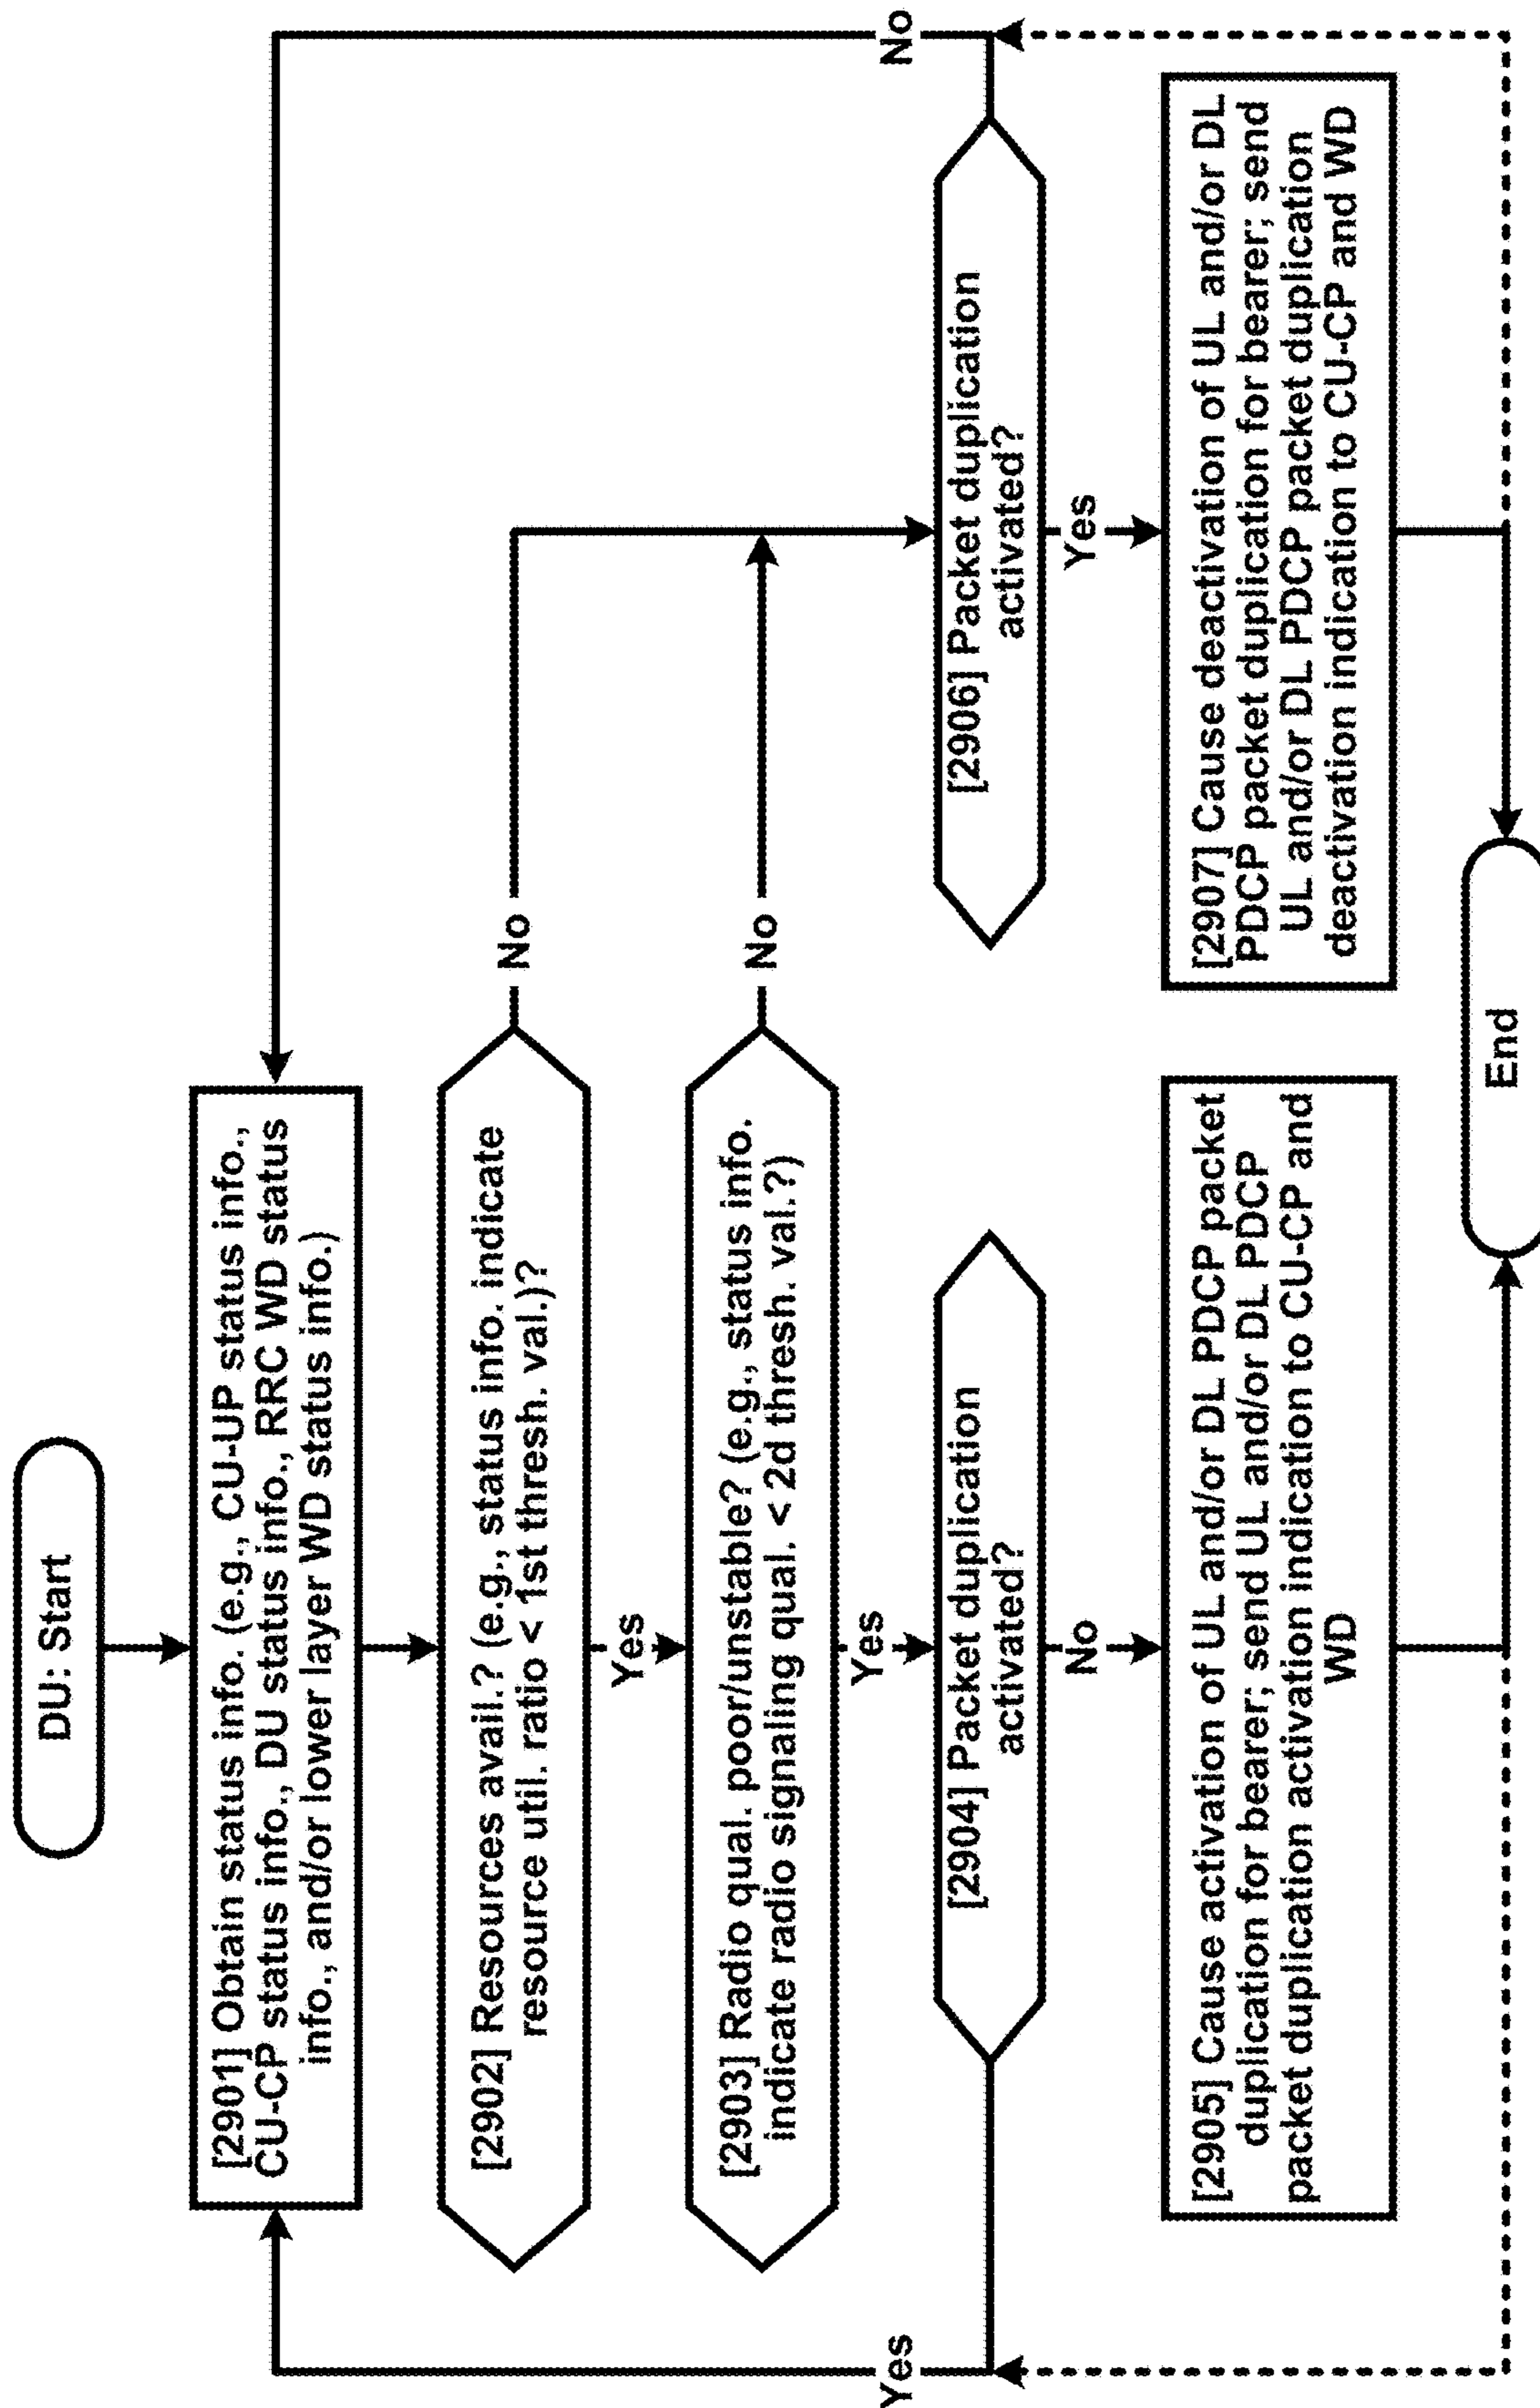 DU: Start
[2901] Obtain status info. (e.g., CU-UP status info.,
CU-CP status info., DU status info., RRC WD status
info., and/or lower layer WD status info.)
[2902] Resources avail.? (e.g., status info. indicate
resource util. ratio < 1st thresh. val.)?
No
Yes
[2903] Radio qual. poor/unstable? (e.g., status info.
indicate radio signaling qual. < 2d thresh. val.?)
No
Yes
[2904] Packet duplication
activated?
Yes
No
[2905] Cause activation of UL and/or DL PDCP packet
duplication for bearer; send UL and/or DL PDCP
packet duplication activation indication to CU-CP and
WD
[2906] Packet duplication
activated?
No
Yes
[2907] Cause deactivation of UL and/or DL
PDCP packet duplication for bearer; send
UL and/or DL PDCP packet duplication
deactivation indication to CU-CP and WD
End